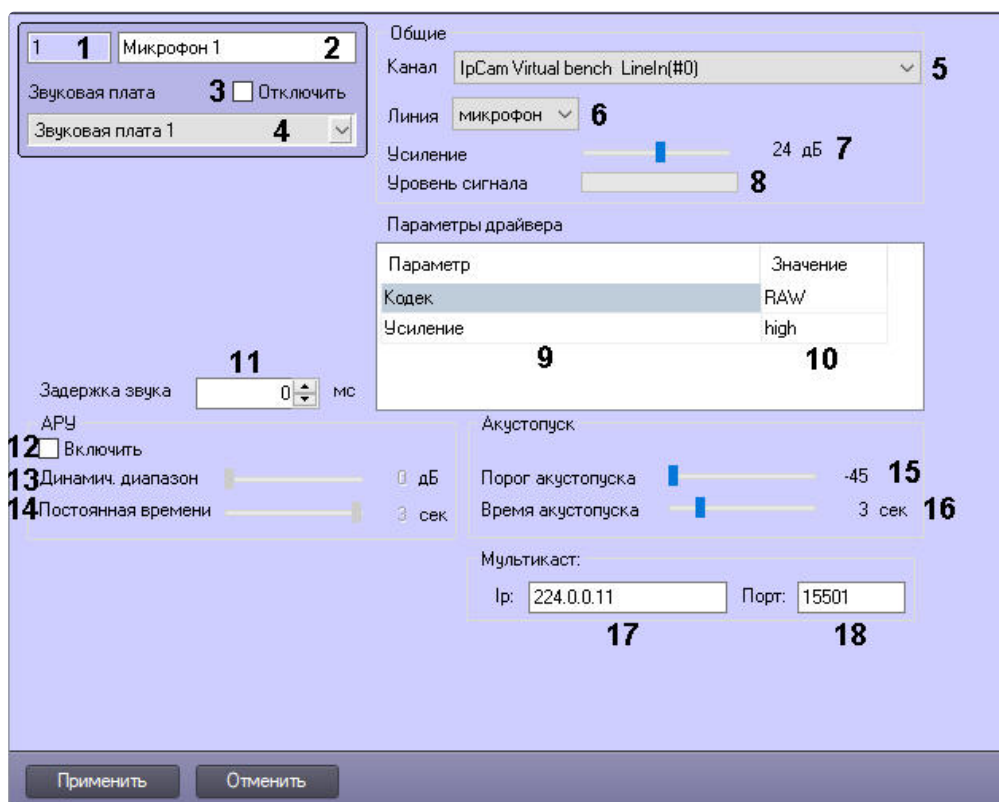 1 1 Микрофон 1 2
Звуковая плата 3 Отключить
Звуковая плата 1 4
Общие
Канал IpCam Virtual bench LineIn(#0) 5
Линия микрофон 6
Усиление 24 дБ 7
Уровень сигнала 8
Параметры драйвера
Параметр Значение
Кодек RAW
Усиление high
9 10
11
Задержка звука 0 мс
АРУ
12 Включить
13 Динамич. диапазон 0 дБ
14 Постоянная времени 3 сек
Акустопуск
Порог акустопуска -45 15
Время акустопуска 3 сек 16
Мультикаст:
Ip: 224.0.0.11 Порт: 15501
17 18
Применить Отменить